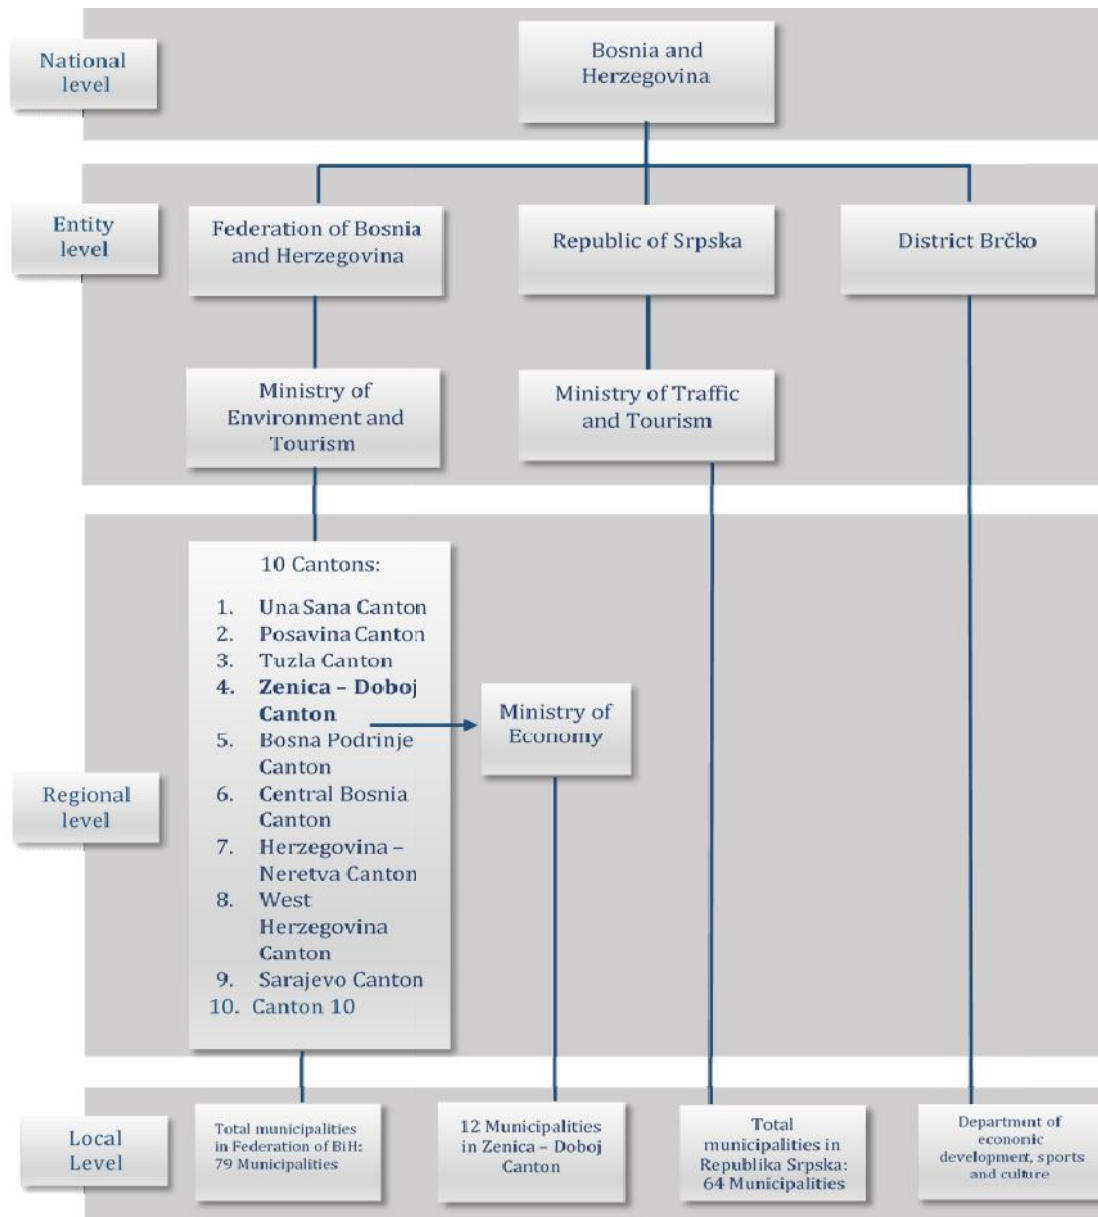 National
level
Bosnia and
Herzegovina
Entity
level
Federation of Bosnia
and Herzegovina
Republic of Srpska
District Brčko
Ministry of
Environment and
Tourism
Ministry of Traffic
and Tourism
Regional
level
10 Cantons:
1. Una Sana Canton
2. Posavina Canton
3. Tuzla Canton
4. Zenica – Doboj
Canton
5. Bosna Podrinje
Canton
6. Central Bosnia
Canton
7. Herzegovina –
Neretva Canton
8. West
Herzegovina
Canton
9. Sarajevo Canton
10. Canton 10
Ministry of
Economy
Local
Level
Total municipalities
in Federation of BiH:
79 Municipalities
12 Municipalities
in Zenica – Doboj
Canton
Total
municipalities in
Republika Srpska:
64 Municipalities
Department of
economic
development, sports
and culture